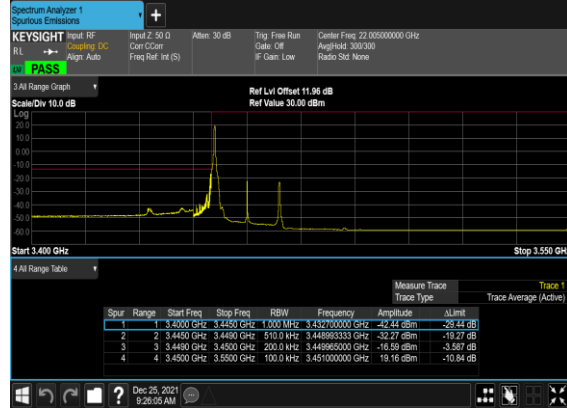 Spectrum Analyzer 1
Spurious Emissions
+
KEYSIGHT Input: RF Input Z: 50 Ω Atten: 30 dB Trig: Free Run Center Freq: 22.005000000 GHz
RL Coupling: DC Corr CCorr Gate: Off Avg|Hold: 300/300
Align: Auto Freq Ref: Int (S) IF Gain: Low Radio Std: None
PASS
3 All Range Graph
Ref Lvl Offset 11.96 dB
Scale/Div 10.0 dB Ref Value 30.00 dBm
Log
20.0
10.0
0.00
-10.0
-20.0
-30.0
-40.0
-50.0
-60.0
Start 3.400 GHz Stop 3.550 GH
4 All Range Table
Measure Trace Trace 1
Trace Type Trace Average (Active)
Spur Range Start Freq Stop Freq RBW Frequency Amplitude ΔLimit
1 1 3.4000 GHz 3.4450 GHz 1.000 MHz 3.432700000 GHz -42.44 dBm -29.44 dB
2 2 3.4450 GHz 3.4490 GHz 510.0 kHz 3.448993333 GHz -32.27 dBm -19.27 dB
3 3 3.4490 GHz 3.4500 GHz 200.0 kHz 3.449965000 GHz -16.59 dBm -3.587 dB
4 4 3.4500 GHz 3.5500 GHz 100.0 kHz 3.451000000 GHz 19.16 dBm -10.84 dB
? Dec 25, 2021
9:26:05 AM